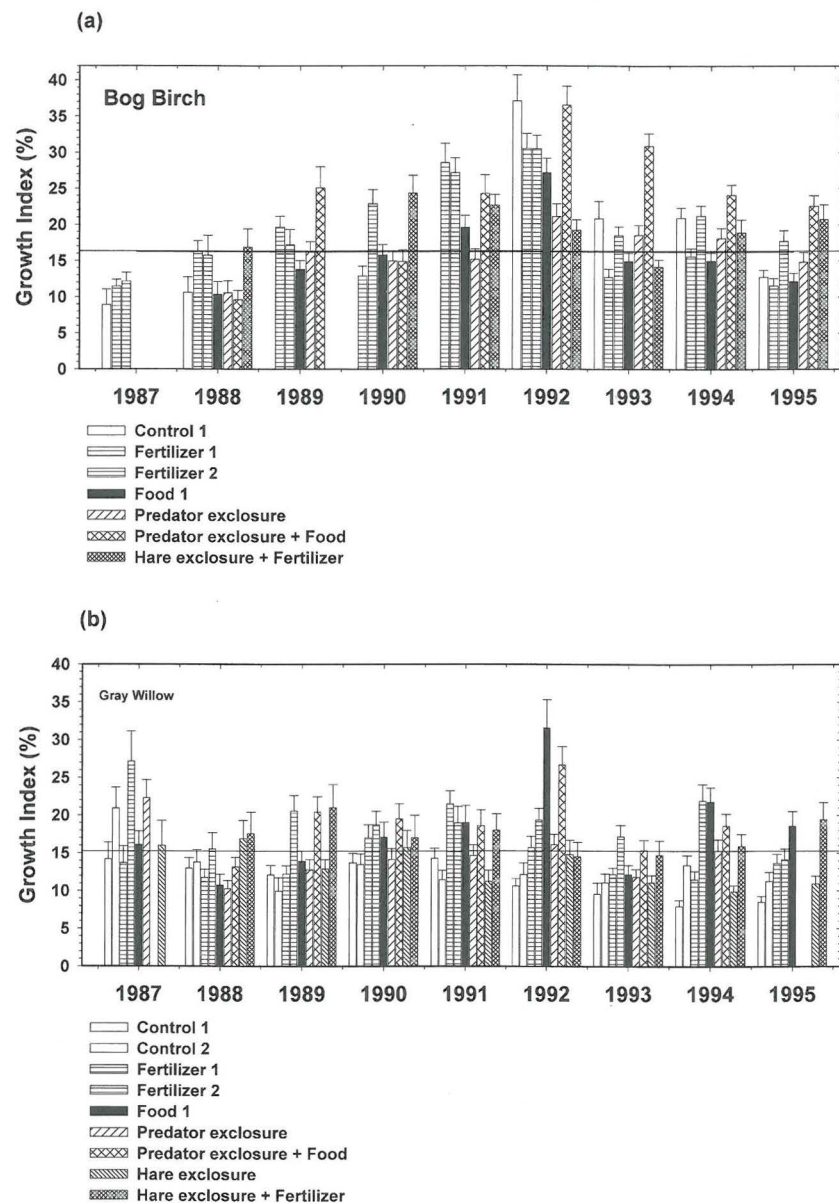 (a)
Bog Birch
Growth Index (%)
40
35
30
25
20
15
10
5
0
1987 1988 1989 1990 1991 1992 1993 1994 1995
Control 1
Fertilizer 1
Fertilizer 2
Food 1
Predator exclosure
Predator exclosure + Food
Hare exclosure + Fertilizer
(b)
Gray Willow
Growth Index (%)
40
35
30
25
20
15
10
5
0
1987 1988 1989 1990 1991 1992 1993 1994 1995
Control 1
Control 2
Fertilizer 1
Fertilizer 2
Food 1
Predator exclosure
Predator exclosure + Food
Hare exclosure
Hare exclosure + Fertilizer